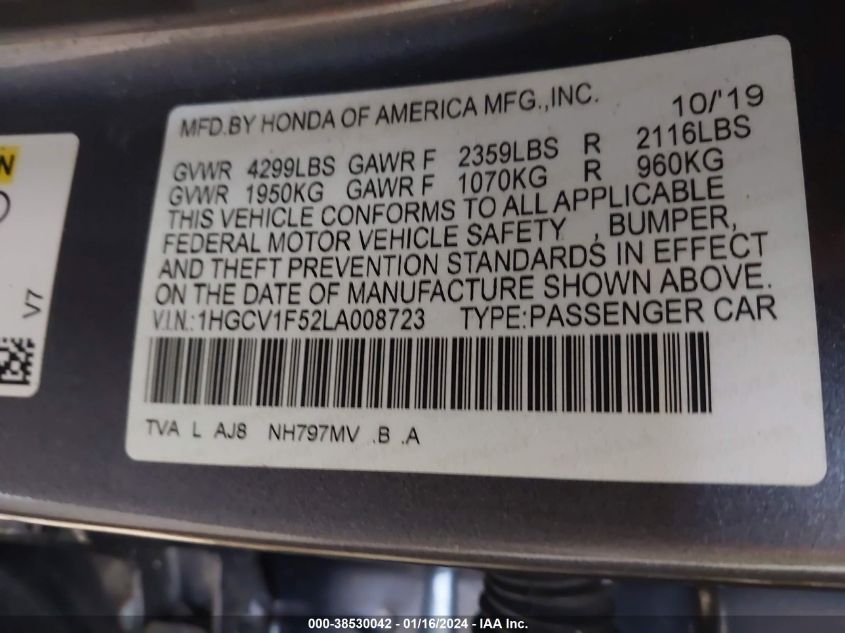 MFD.BY HONDA OF AMERICA MFG.,INC. 10/'19
GVWR 4299LBS GAWR F 2359LBS R 2116LBS
GVWR 1950KG GAWR F 1070KG R 960KG
THIS VEHICLE CONFORMS TO ALL APPLICABLE
FEDERAL MOTOR VEHICLE SAFETY , BUMPER,
AND THEFT PREVENTION STANDARDS IN EFFECT
ON THE DATE OF MANUFACTURE SHOWN ABOVE.
V.I.N.:1HGCV1F52LA008723 TYPE:PASSENGER CAR
TVA L AJ8 NH797MV .B .A
V7
000-38530042 - 01/16/2024 - IAA Inc.